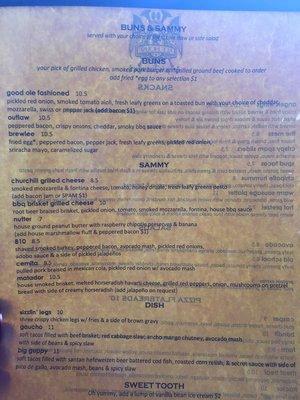 BUNS & SAMMY
served with your choice of slaw or side salad
BUNS
your pick of grilled chicken, smoked burger grilled ground beef cooked to order
add fried *egg to any selection $1
good ole fashioned 10.5
pickled red onion, smoked tomato aioli, fresh leafy greens on a toasted bun with your choice of cheddar,
mozzarella, swiss or pepper jack (add bacon $1)
outlaw 10.5
peppered bacon, crispy onions, cheddar, smoky bbq sauce
brewlee 10.5
fried egg*, peppered bacon, pepper jack, fresh leafy greens, pickled red onion,
sriracha mayo, caramelized sugar
SAMMY
churchill grilled cheese 8.5
smoked mozzarella & fontina cheese, tomato, honey drizzle, fresh leafy greens pesto
(add bacon jam or SPAM $1)
bbq brisket grilled cheese 10
root beer braised brisket, pickled onion, tomato, smoked mozzarella, fontina, house bbq sauce
nutter 7
house ground peanut butter with raspberry chipotle preserves & banana
(add house marshmallow fluff & peppered bacon $1)
B10 8.5
shaved smoked turkey, peppered bacon, avocado mash, pickled red onion,
adobo sauce & a side of pickled jalapeños
cemita 8.5
pulled pork braised in mexican cola, pickled red onion w/ avocado mash
matador 10.5
house smoked brisket, melted horseradish havarti cheese, grilled red peppers, onion, mushrooms on pretzel
bread with side of creamy horseradish (add jalapeño on request)
DISH
sizzlin' legs 10
three crispy chicken legs w/ fries & a side of brown gravy
gaucho 11
soft tacos filled with beef brisket, red cabbage slaw, ancho mango chutney, avocado mash
with side of beans & spicy slaw
big guppy 11
soft tacos filled with santan hefeweizen beer battered cod fish, roasted corn relish, & secret sauce with side of
pico de gallo, avocado mash, beans & spicy slaw
SWEET TOOTH
Oh yummy, add a lump of vanilla bean ice cream $2